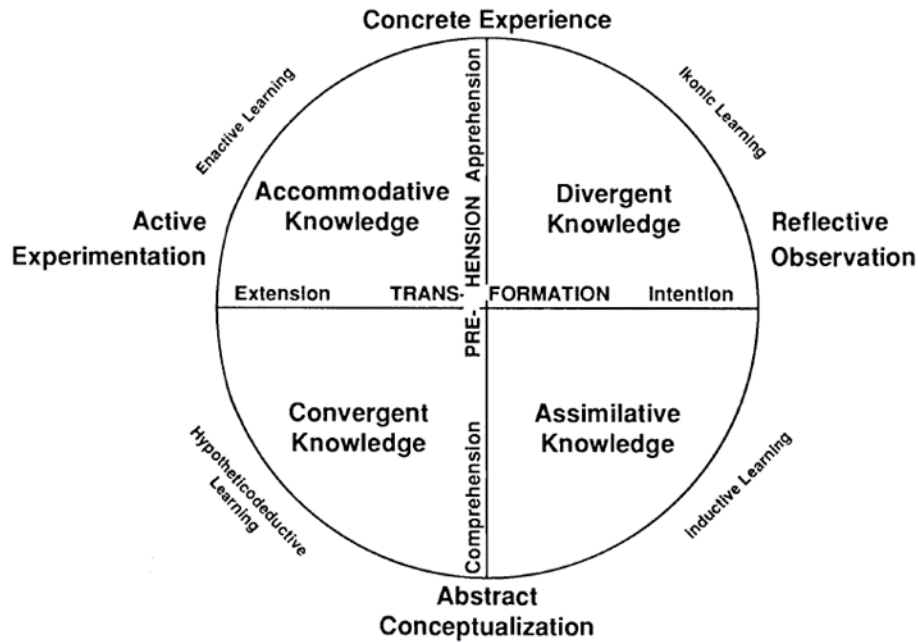 Concrete Experience
Enactive Learning
Ikonic Learning
Apprehension
Accommodative
Knowledge
Divergent
Knowledge
Active
Experimentation
Reflective
Observation
PRE- HENSION
Extension
TRANS- FORMATION
Intention
Convergent
Knowledge
Assimilative
Knowledge
Comprehension
Hypotheticodeductive
Learning
Inductive Learning
Abstract
Conceptualization